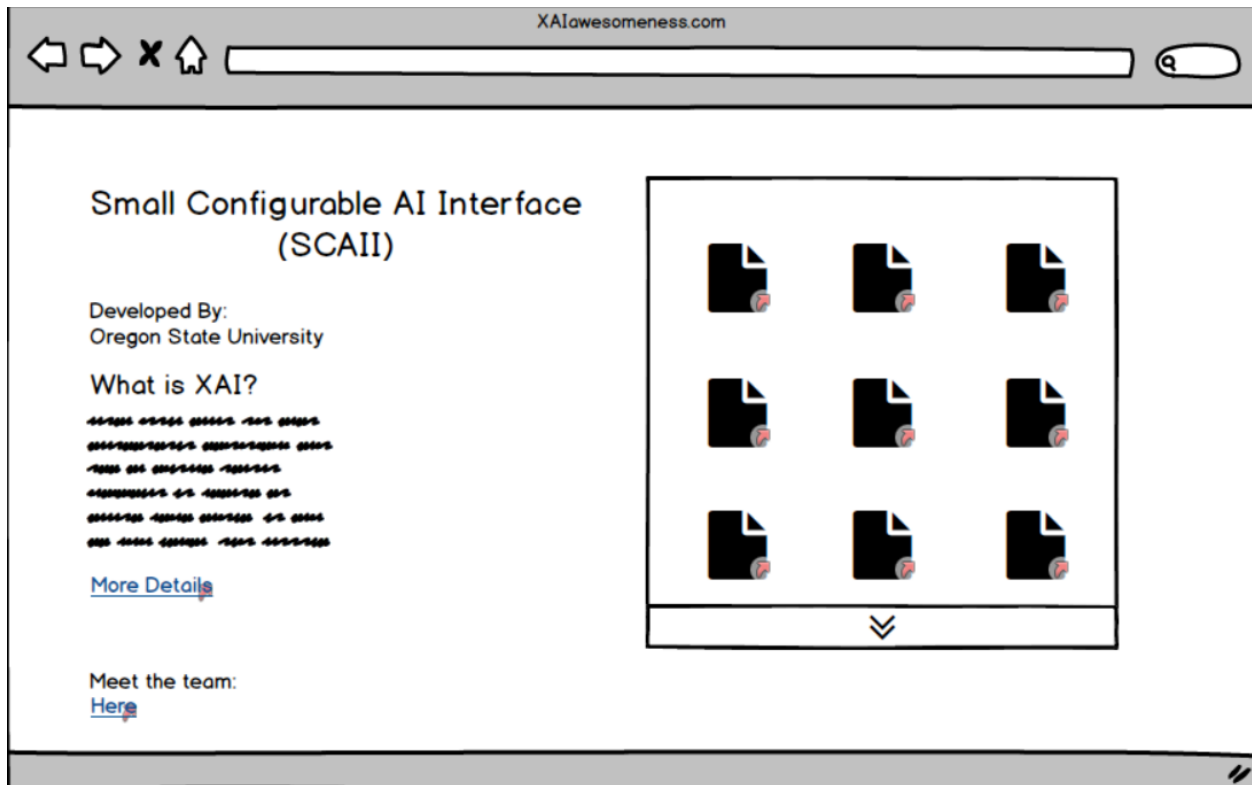 XAIawesomeness.com
Small Configurable AI Interface
(SCAII)
Developed By:
Oregon State University
What is XAI?
More Details
Meet the team:
Here